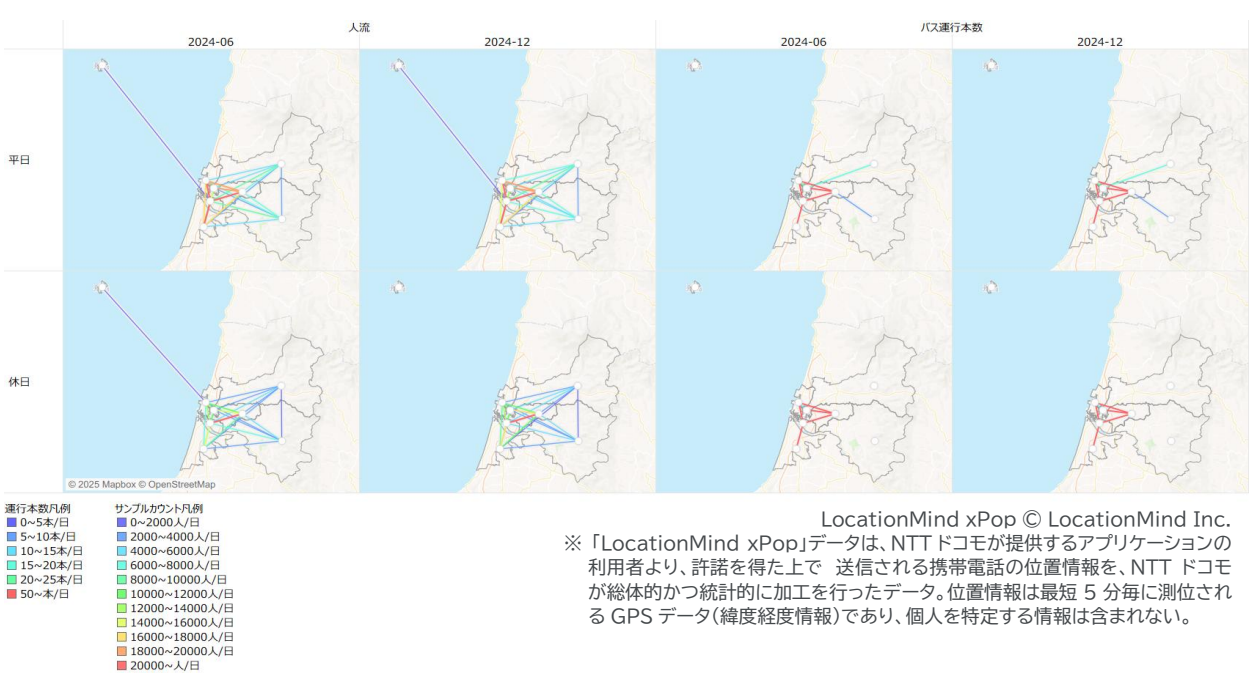 人流
バス運行本数
2024-06
2024-12
2024-06
2024-12
平日
休日
© 2025 Mapbox © OpenStreetMap
運行本数凡例
0~5本/日
5~10本/日
10~15本/日
15~20本/日
20~25本/日
50~本/日
サンプルカウント凡例
0~2000人/日
2000~4000人/日
4000~6000人/日
6000~8000人/日
8000~10000人/日
10000~12000人/日
12000~14000人/日
14000~16000人/日
16000~18000人/日
18000~20000人/日
20000~人/日
LocationMind xPop © LocationMind Inc.
※「LocationMind xPop」データは、NTTドコモが提供するアプリケーションの
利用者より、許諾を得た上で 送信される携帯電話の位置情報を、NTT ドコモ
が総体的かつ統計的に加工を行ったデータ。位置情報は最短 5 分毎に測位され
る GPS データ(緯度経度情報)であり、個人を特定する情報は含まれない。